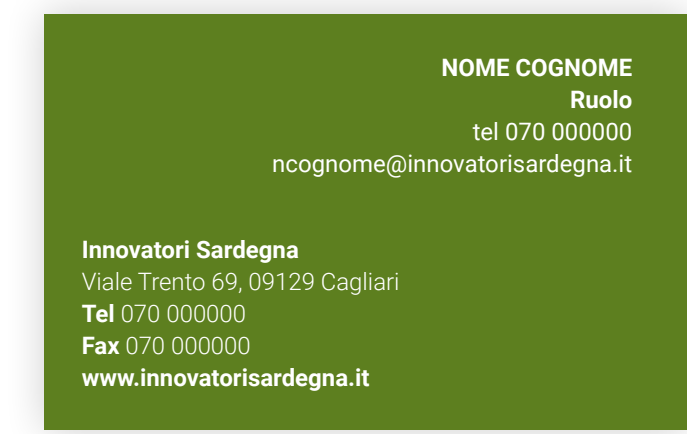 NOME COGNOME
Ruolo
tel 070 000000
ncognome@innovatorisardegna.it
Innovatori Sardegna
Viale Trento 69, 09129 Cagliari
Tel 070 000000
Fax 070 000000
www.innovatorisardegna.it